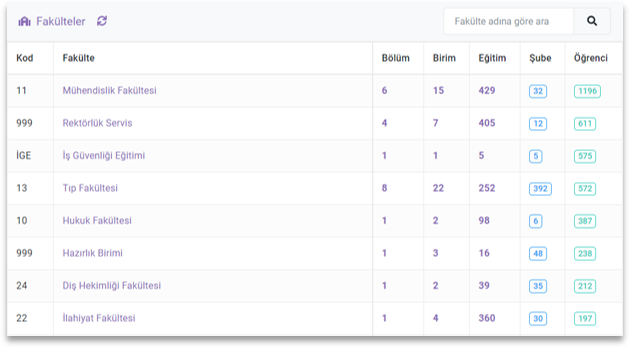 Fakülteler Fakülte adına göre ara
Kod Fakülte Bölüm Birim Eğitim Şube Öğrenci
11 Mühendislik Fakültesi 6 15 429 32 1196
999 Rektörlük Servis 4 7 405 12 611
İGE İş Güvenliği Eğitimi 1 1 5 5 575
13 Tıp Fakültesi 8 22 252 392 572
10 Hukuk Fakültesi 1 2 98 6 387
999 Hazırlık Birimi 1 3 16 48 238
24 Diş Hekimliği Fakültesi 1 2 39 35 212
22 İlahiyat Fakültesi 1 4 360 30 197